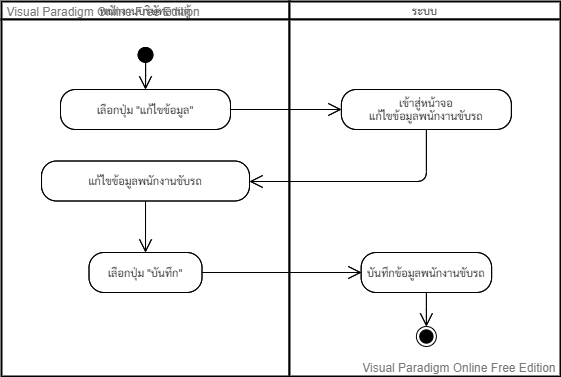 Visual Paradigm Online Free Edition
ระบบ
เลือกปุ่ม "แก้ไขข้อมูล"
เข้าสู่หน้าจอ
แก้ไขข้อมูลพนักงานขับรถ
แก้ไขข้อมูลพนักงานขับรถ
เลือกปุ่ม "บันทึก"
บันทึกข้อมูลพนักงานขับรถ
Visual Paradigm Online Free Edition